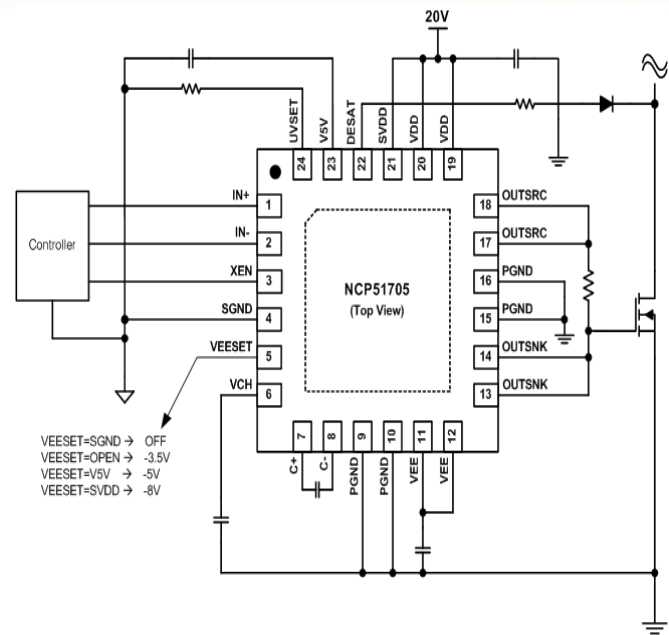 20V
UVSET
V5V
DESAT
SVDD
VDD
VDD
24
23
22
21
20
19
Controller
IN+
1
IN-
2
XEN
3
SGND
4
VEESET
5
VCH
6
NCP51705
(Top View)
18
OUTSRC
17
OUTSRC
16
PGND
15
PGND
14
OUTSNK
13
OUTSNK
7
8
9
10
11
12
C+
C-
PGND
PGND
VEE
VEE
VEESET=SGND → OFF
VEESET=OPEN → -3.5V
VEESET=V5V → -5V
VEESET=SVDD → -8V